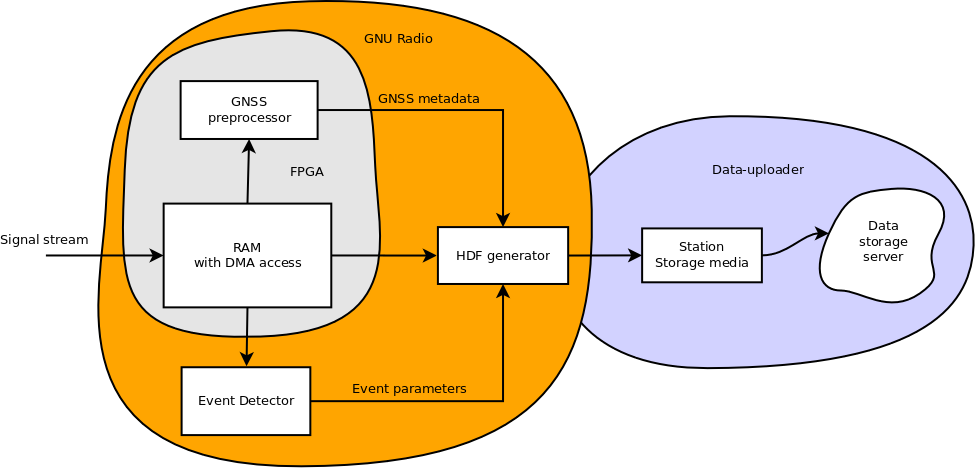 GNU Radio
GNSS
preprocessor
GNSS metadata
FPGA
Data-uploader
Signal stream
RAM
with DMA access
HDF generator
Station
Storage media
Data
storage
server
Event Detector
Event parameters